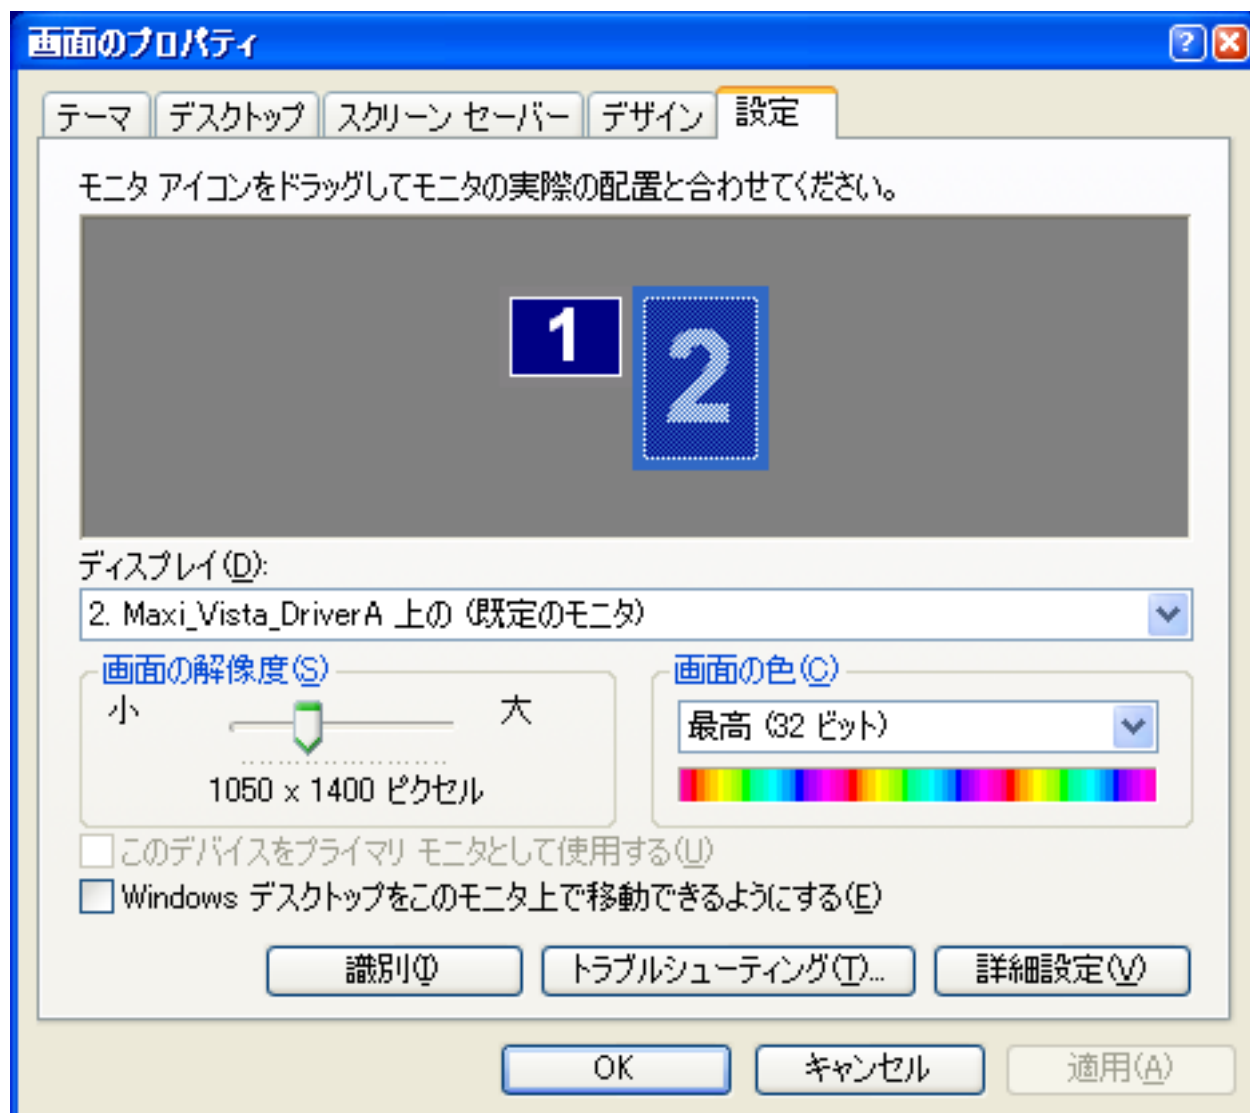 画面のプロパティ
テーマ デスクトップ スクリーン セーバー デザイン 設定
モニタ アイコンをドラッグしてモニタの実際の配置と合わせてください。
1 2
ディスプレイ(D):
2. Maxi_Vista_DriverA 上の (既定のモニタ)
画面の解像度(S) 画面の色(C)
小 大
最高 (32 ビット)
1050 x 1400 ピクセル
このデバイスをプライマリ モニタとして使用する(U)
Windows デスクトップをこのモニタ上で移動できるようにする(E)
識別(I) トラブルシューティング(T)... 詳細設定(V)
OK キャンセル 適用(A)